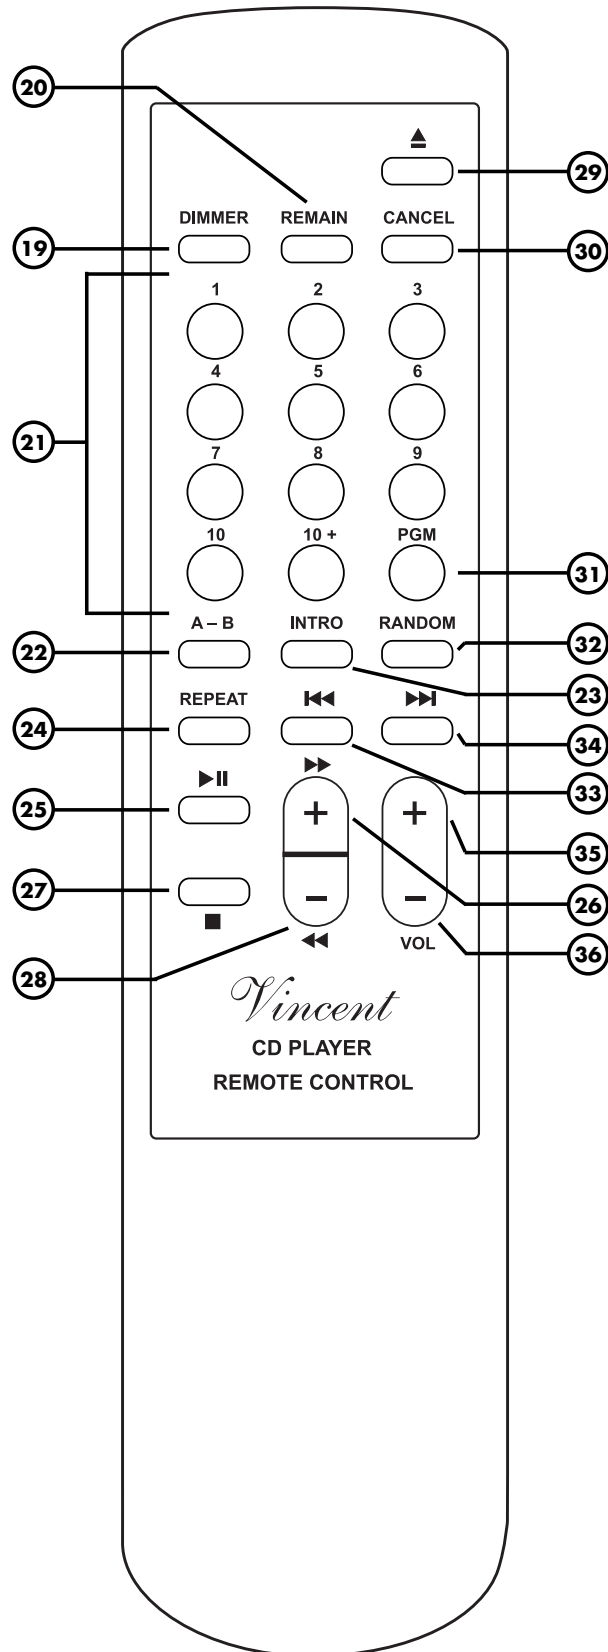 20
29
DIMMER REMAIN CANCEL
19
30
1 2 3
4 5 6
21
7 8 9
10 10 + PGM
31
A – B INTRO RANDOM
22
32
23
REPEAT
24
34
33
25
+ +
35
27
26
– –
VOL
36
28
Vincent
CD PLAYER
REMOTE CONTROL